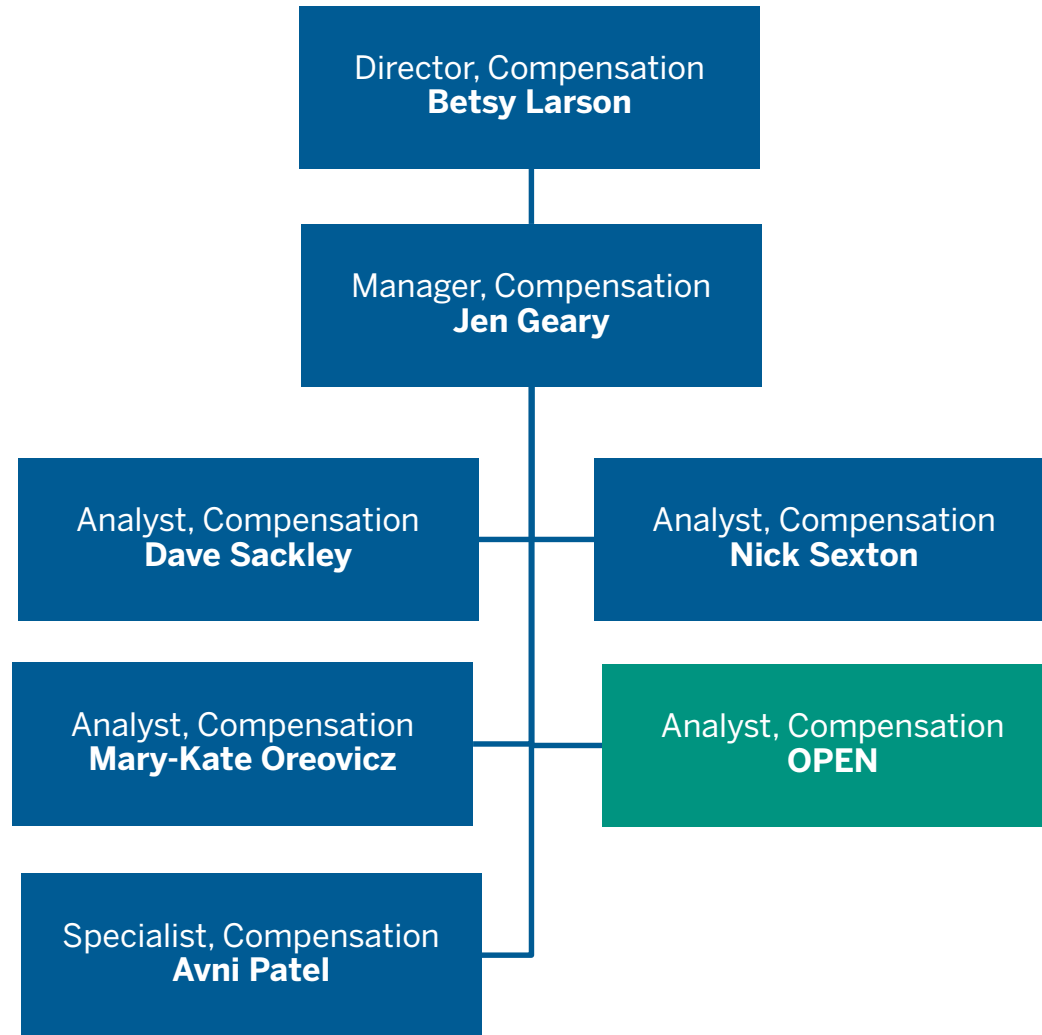 Director, Compensation
Betsy Larson
Manager, Compensation
Jen Geary
Analyst, Compensation
Dave Sackley
Analyst, Compensation
Nick Sexton
Analyst, Compensation
Mary-Kate Oreovicz
Analyst, Compensation
OPEN
Specialist, Compensation
Avni Patel